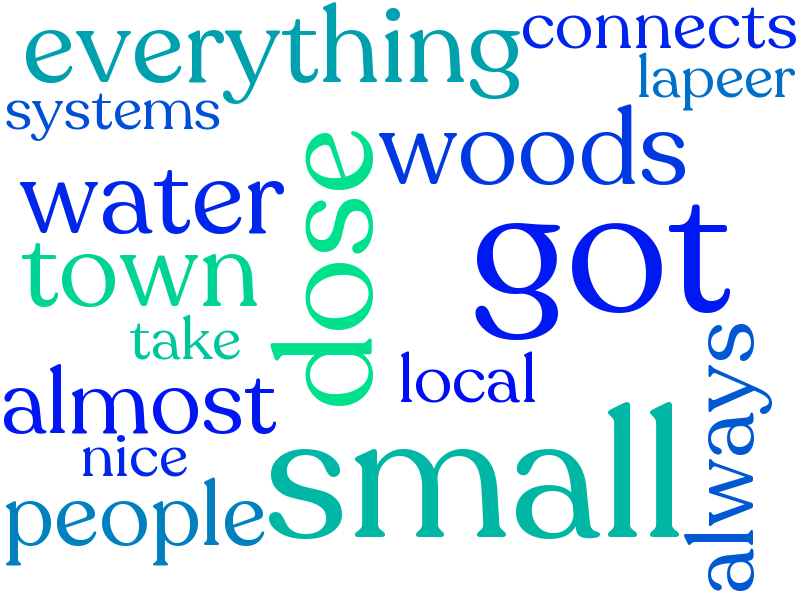 everything
connects
lapeer
systems
woods
dose
water
got
town
take
always
local
almost
nice
small
people